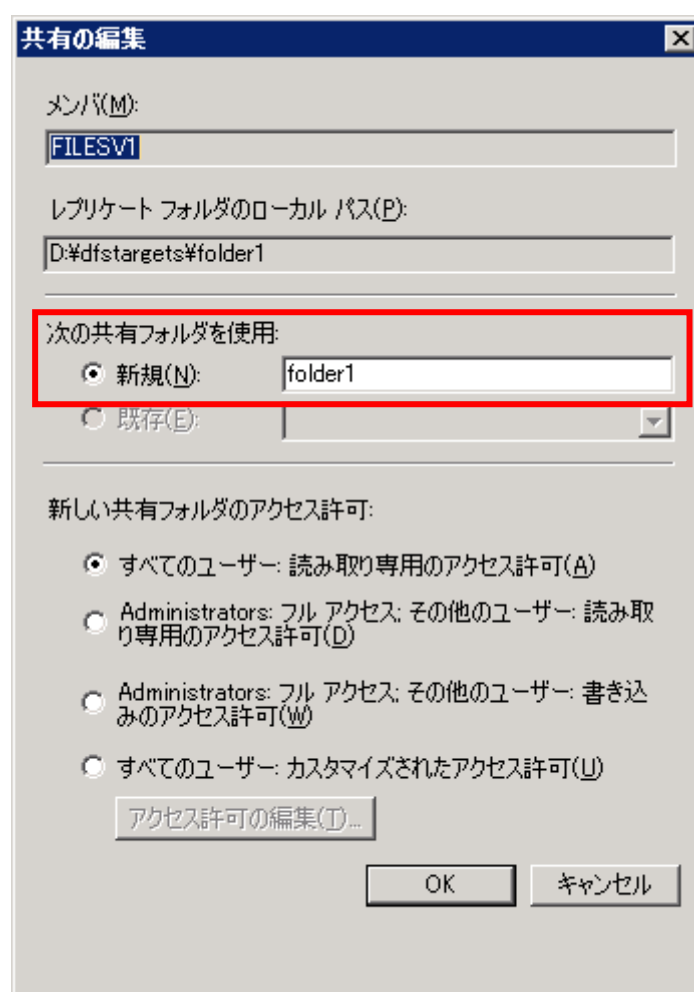 共有の編集
メンバ(M):
FILESV1
レプリケート フォルダのローカル パス(P):
D:¥dfstargets¥folder1
次の共有フォルダを使用:
新規(N): folder1
既存(E):
新しい共有フォルダのアクセス許可:
すべてのユーザー: 読み取り専用のアクセス許可(A)
Administrators: フル アクセス; その他のユーザー: 読み取
り専用のアクセス許可(D)
Administrators: フル アクセス; その他のユーザー: 書き込
みのアクセス許可(W)
すべてのユーザー: カスタマイズされたアクセス許可(U)
アクセス許可の編集(T)...
OK キャンセル